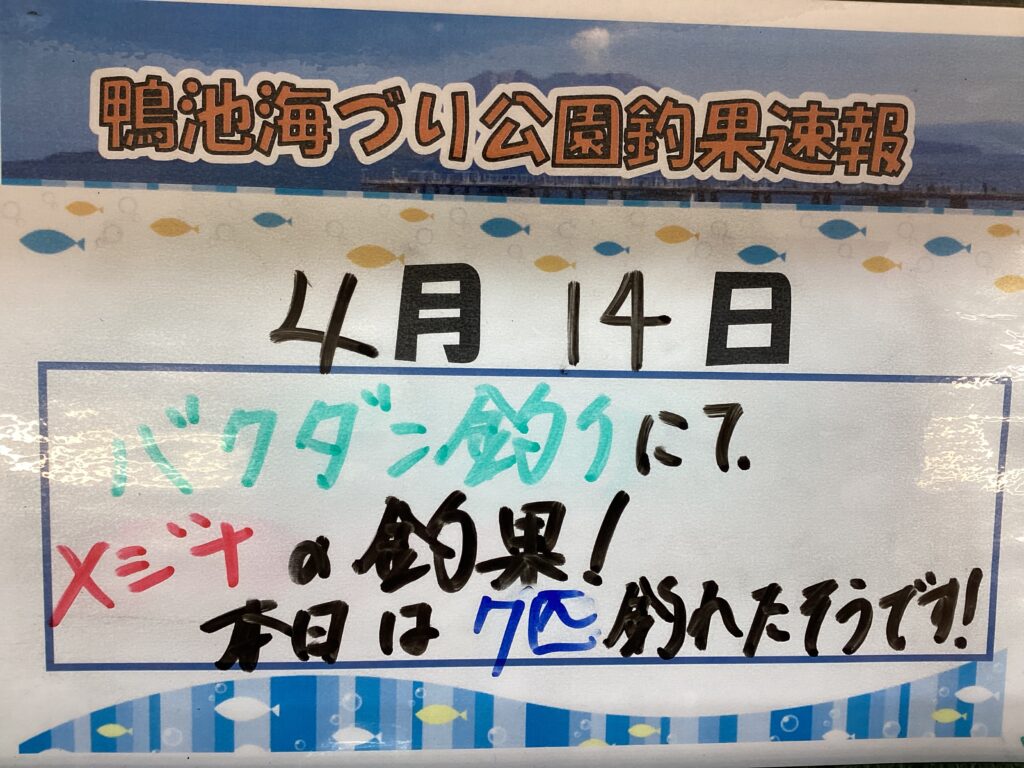 鴨池海づり公園釣果速報
4月14日
バクダン釣りにて、
メジナの釣果!
本日は7匹釣れたそうです!